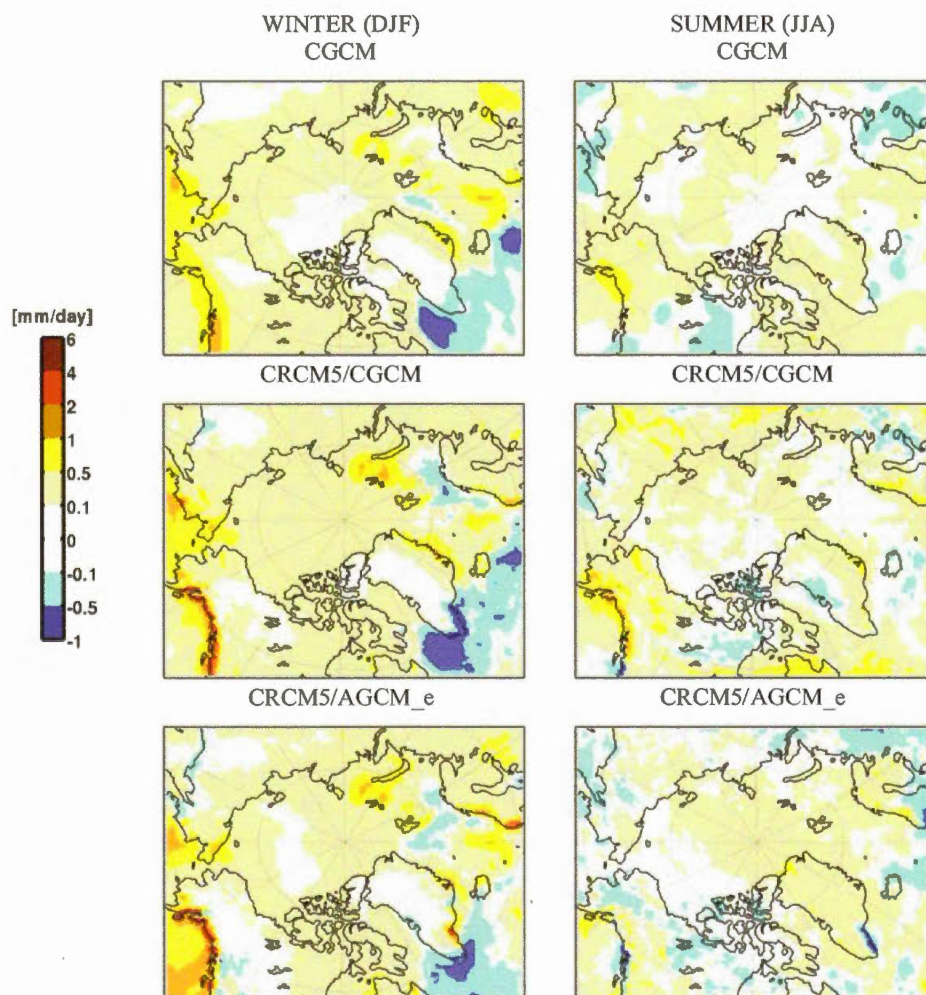 WINTER (DJF)
CGCM
SUMMER (JJA)
CGCM
[mm/day]
6
4
2
1
0.5
0.1
0
-0.1
-0.5
-1
CRCM5/CGCM
CRCM5/CGCM
CRCM5/AGCM_e
CRCM5/AGCM_e